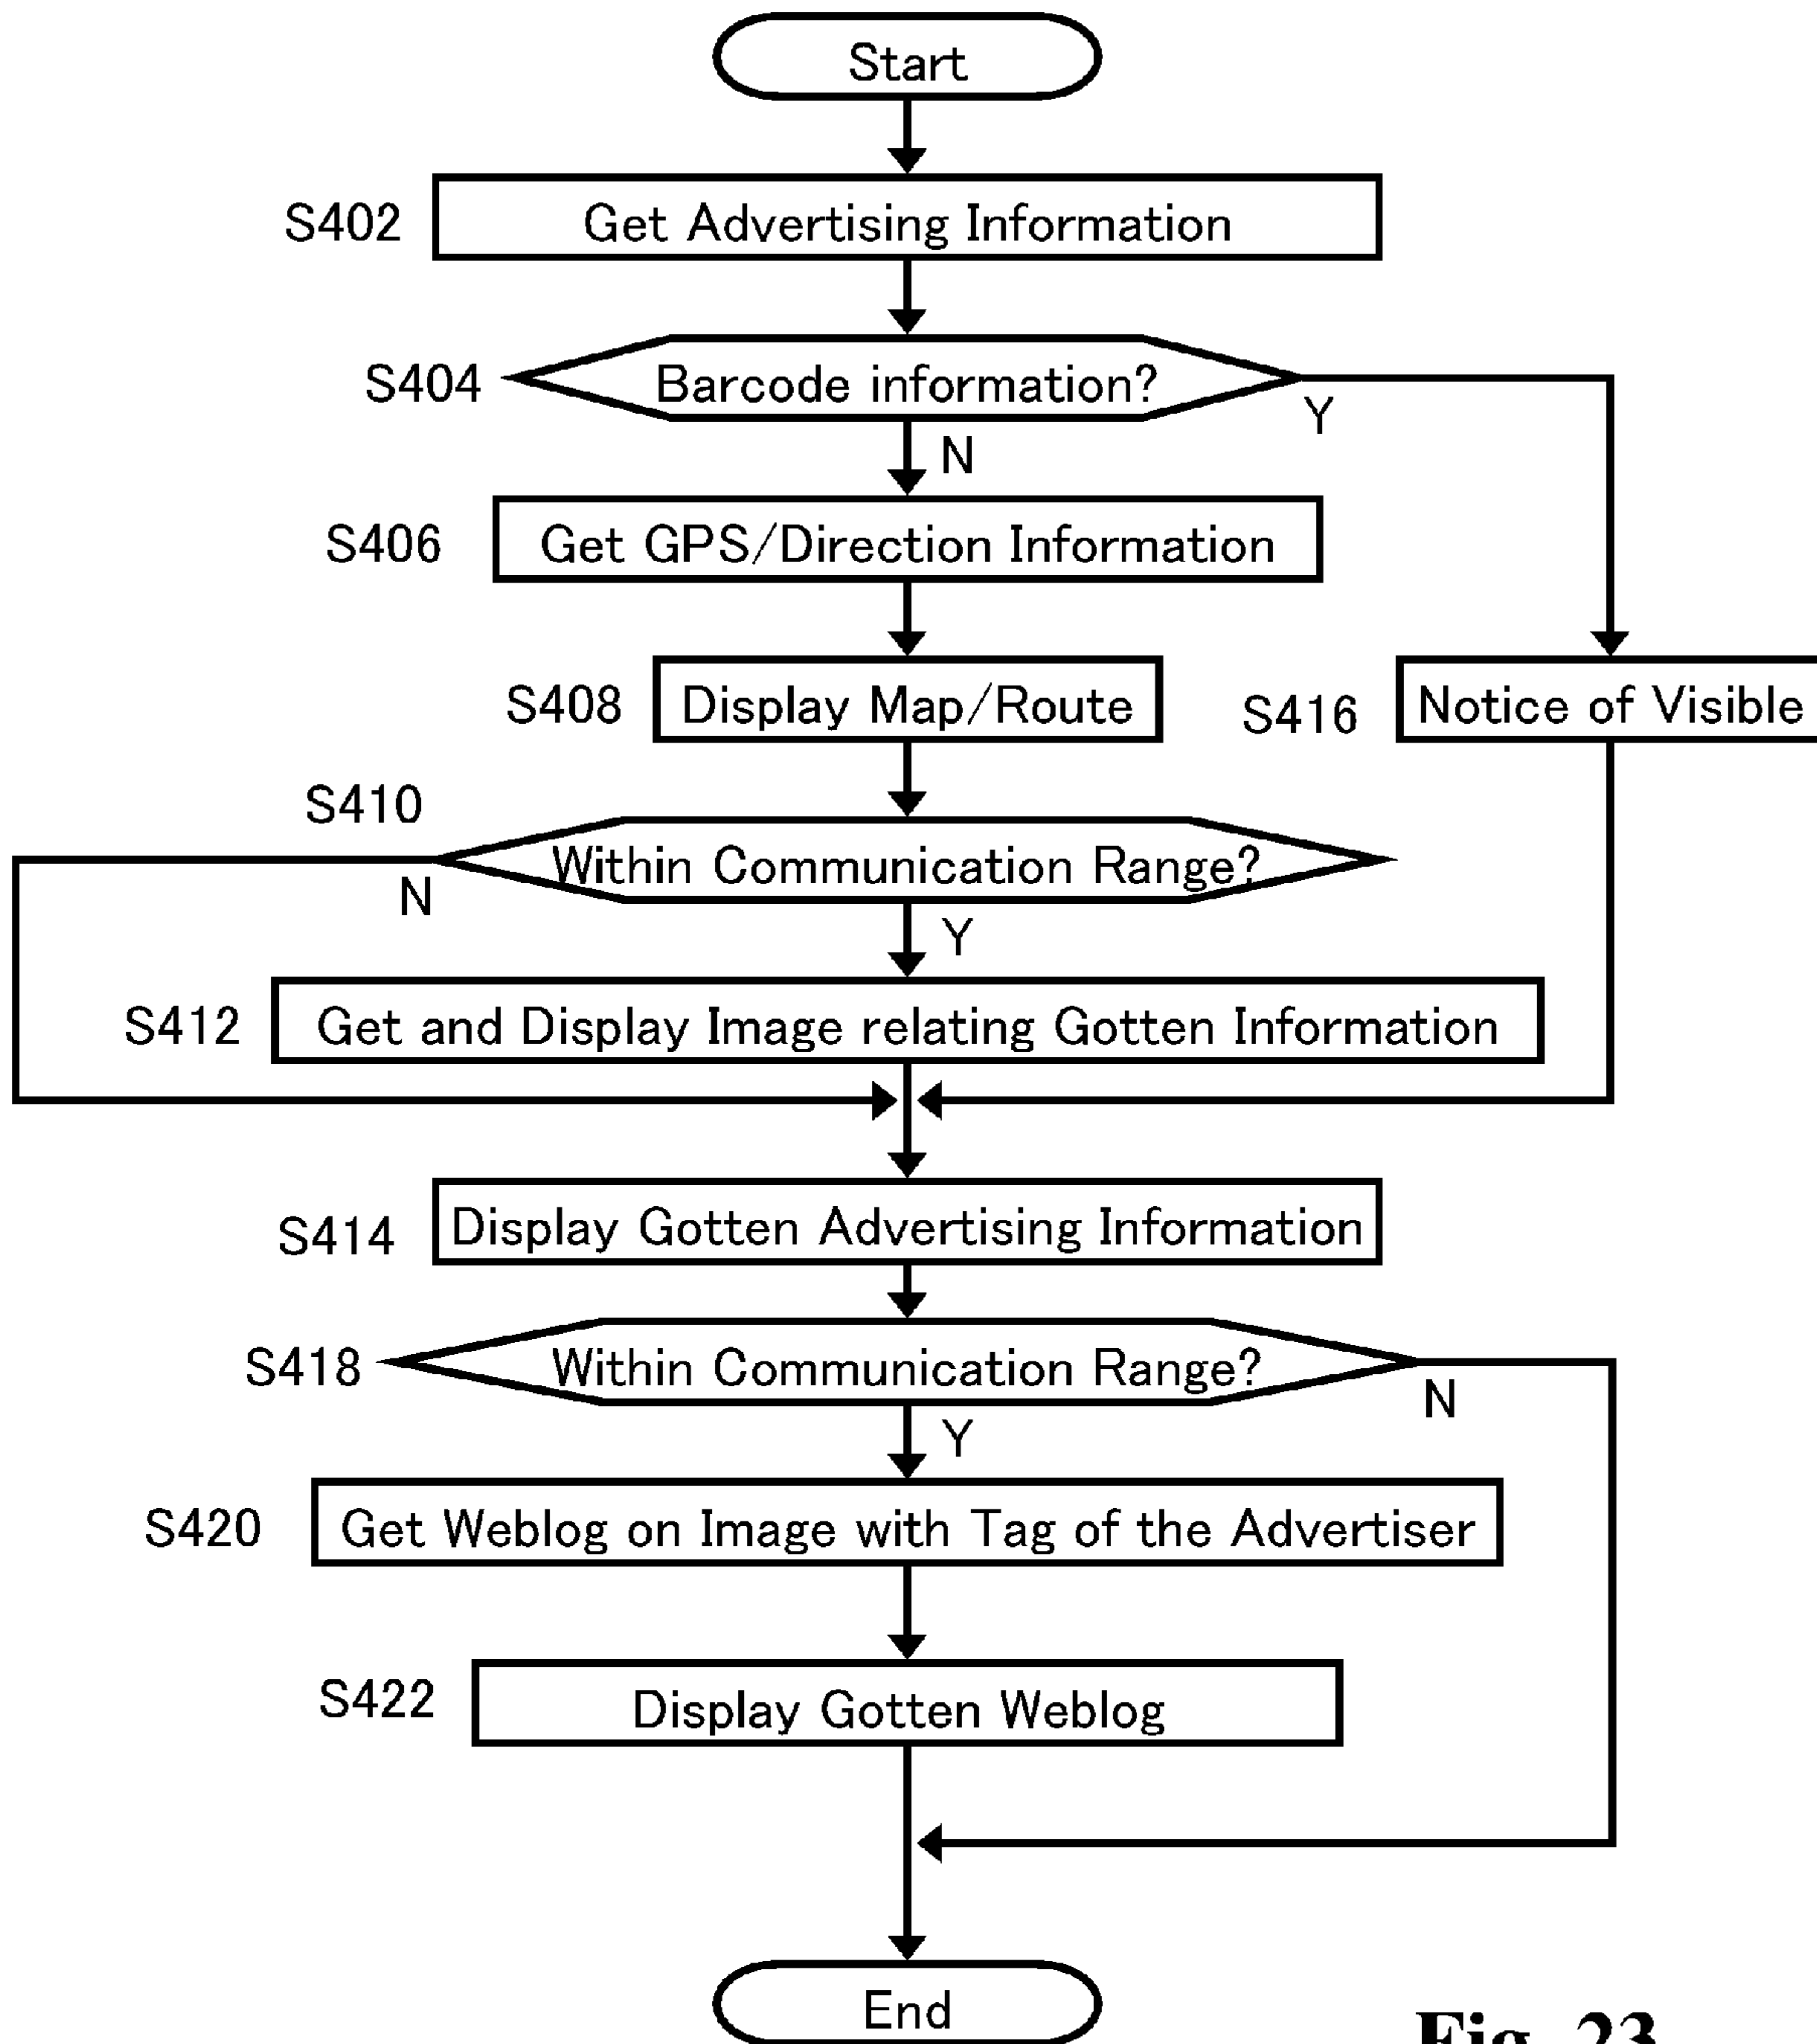 Start
S402
Get Advertising Information
S404
Barcode information?
Y
N
S406
Get GPS/Direction Information
S408
Display Map/Route
S416
Notice of Visible
S410
Within Communication Range?
N
Y
S412
Get and Display Image relating Gotten Information
S414
Display Gotten Advertising Information
S418
Within Communication Range?
N
Y
S420
Get Weblog on Image with Tag of the Advertiser
S422
Display Gotten Weblog
End
Fig. 23